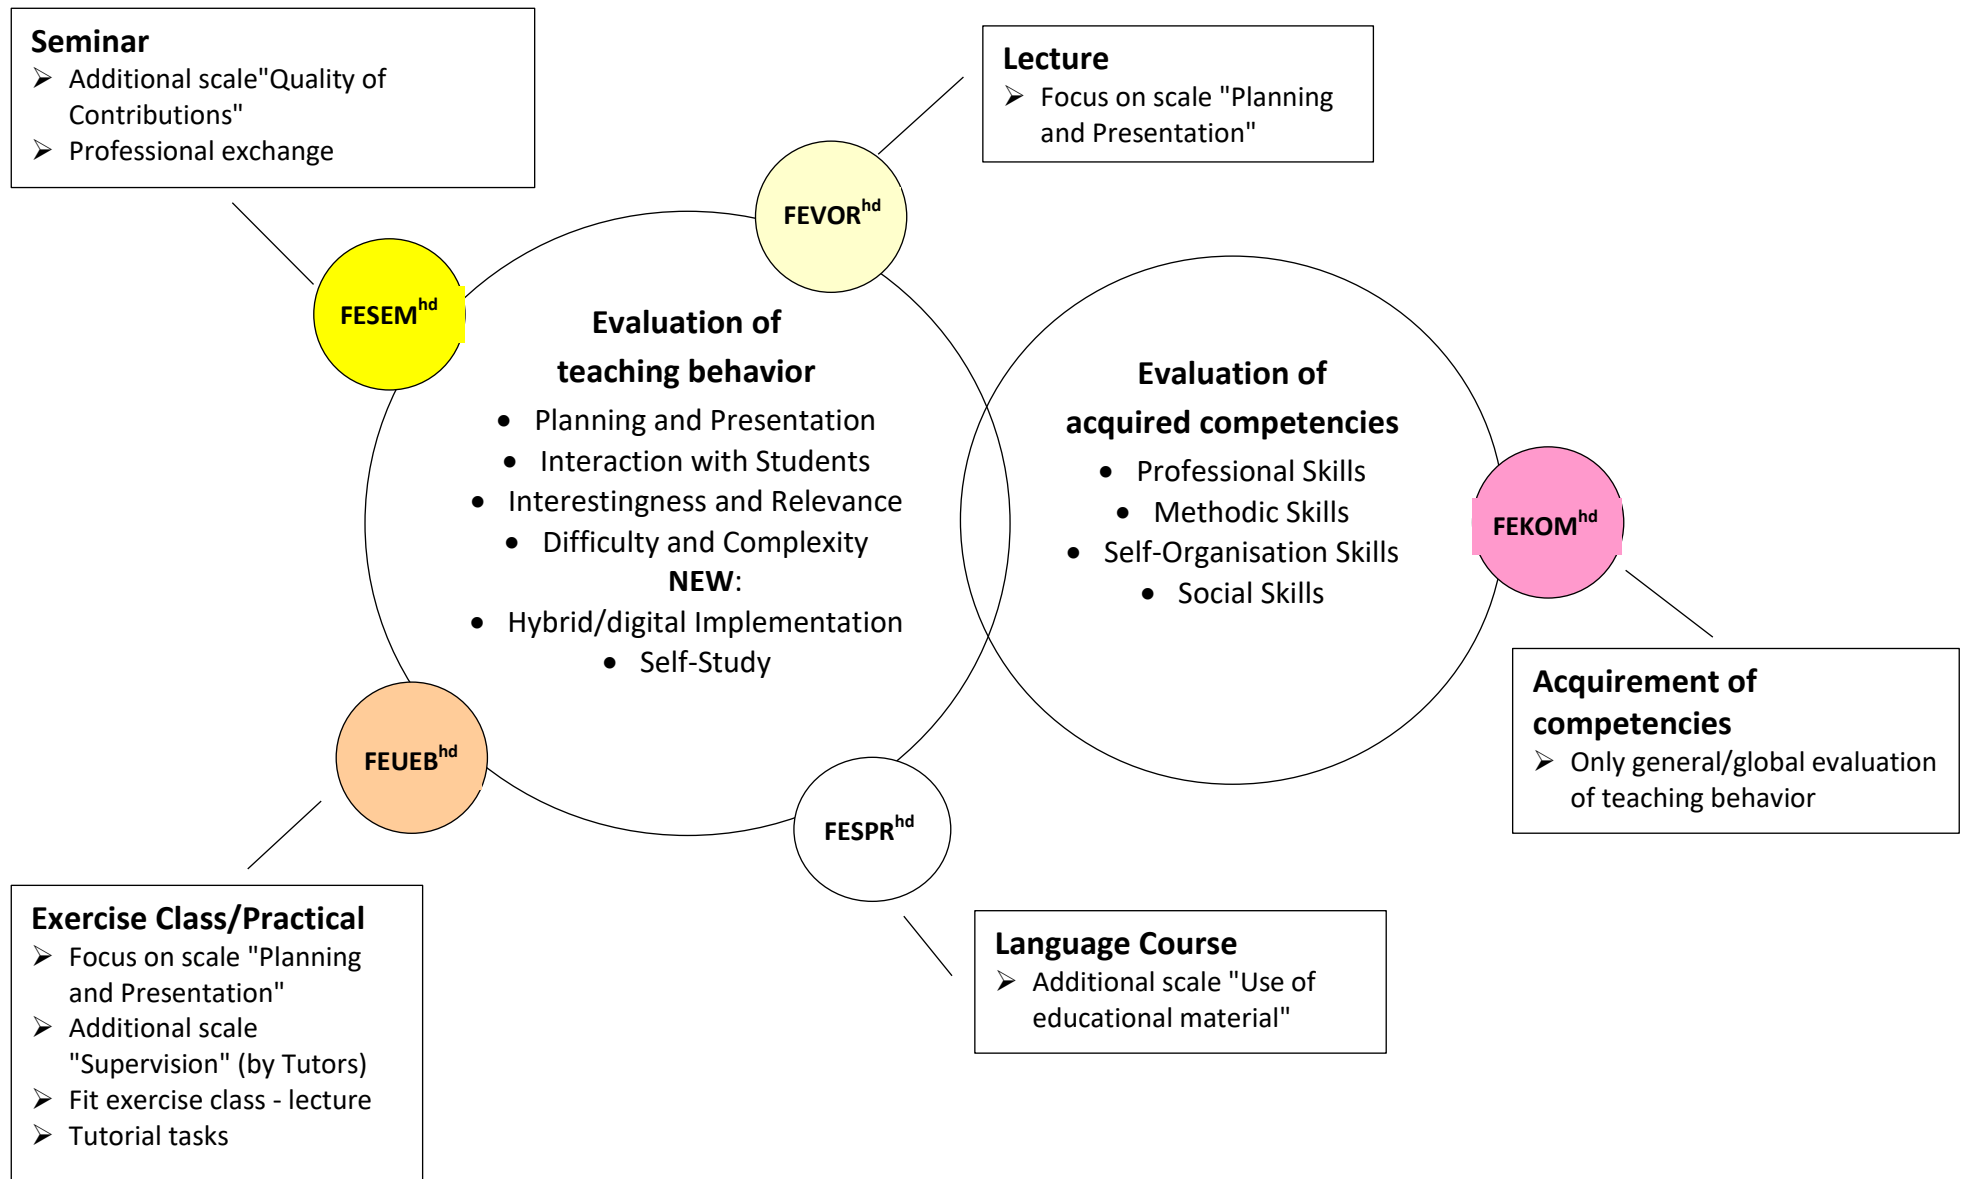 Seminar
➢ Additional scale"Quality of
Contributions"
➢ Professional exchange
Lecture
➢ Focus on scale "Planning
and Presentation"
FEVORhd
FESEMhd
Evaluation of
teaching behavior
• Planning and Presentation
• Interaction with Students
• Interestingness and Relevance
• Difficulty and Complexity
NEW:
• Hybrid/digital Implementation
• Self-Study
Evaluation of
acquired competencies
• Professional Skills
• Methodic Skills
• Self-Organisation Skills
• Social Skills
FEKOMhd
FEUEBhd
FESPRhd
Acquirement of
competencies
➢ Only general/global evaluation
of teaching behavior
Exercise Class/Practical
➢ Focus on scale "Planning
and Presentation"
➢ Additional scale
"Supervision" (by Tutors)
➢ Fit exercise class - lecture
➢ Tutorial tasks
Language Course
➢ Additional scale "Use of
educational material"